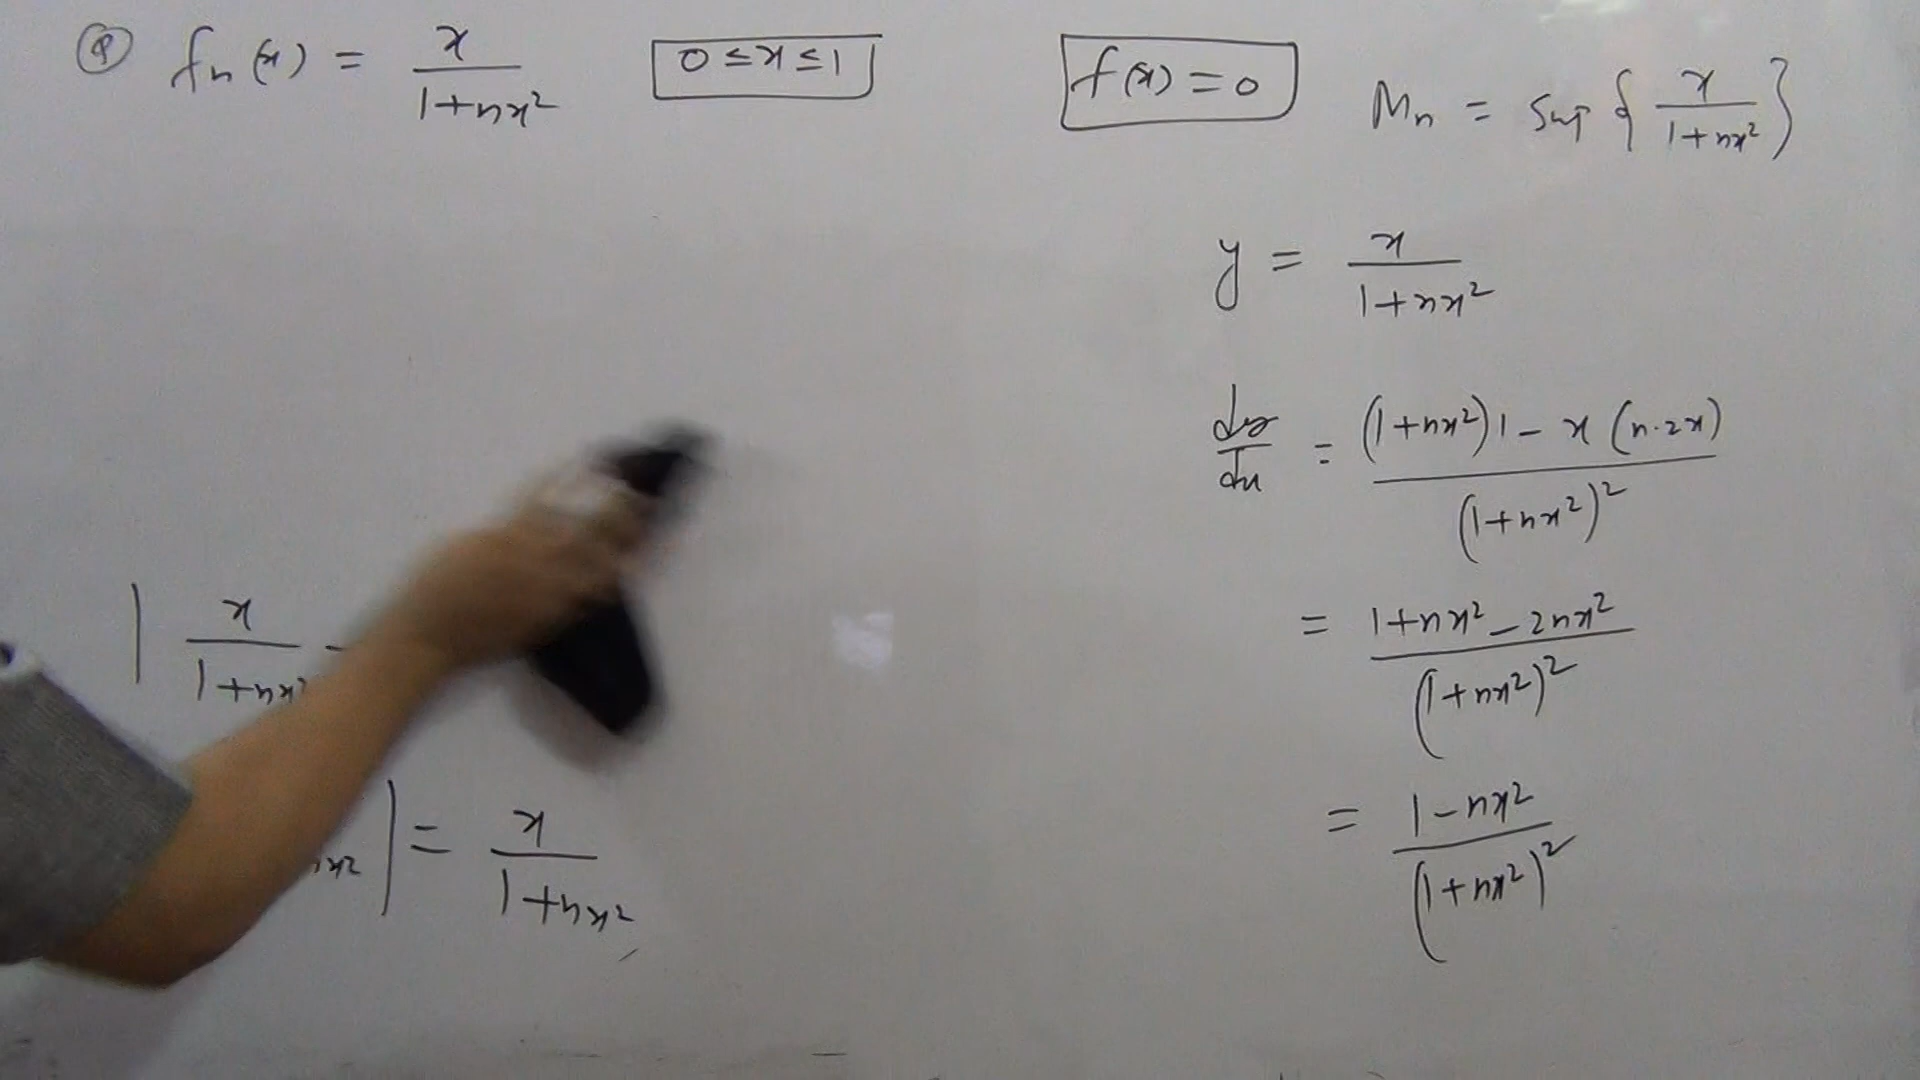 Q fn(x) = x/(1+nx²) 0≤x≤1 f(x)=0 Mn = Sup { x/(1+nx²) }
y = x/(1+nx²)
dy/dx = ((1+nx²)1 - x(n·2x))/(1+nx²)²
= (1+nx²-2nx²)/(1+nx²)²
= (1-nx²)/(1+nx²)²
| x/(1+nx² -
nx² | = x/(1+nx²)